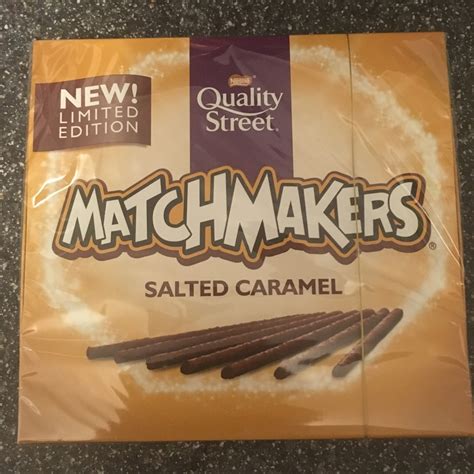 NEW!
LIMITED
EDITION
Nestlé
Quality
Street®
MATCHMAKERS®
SALTED CARAMEL